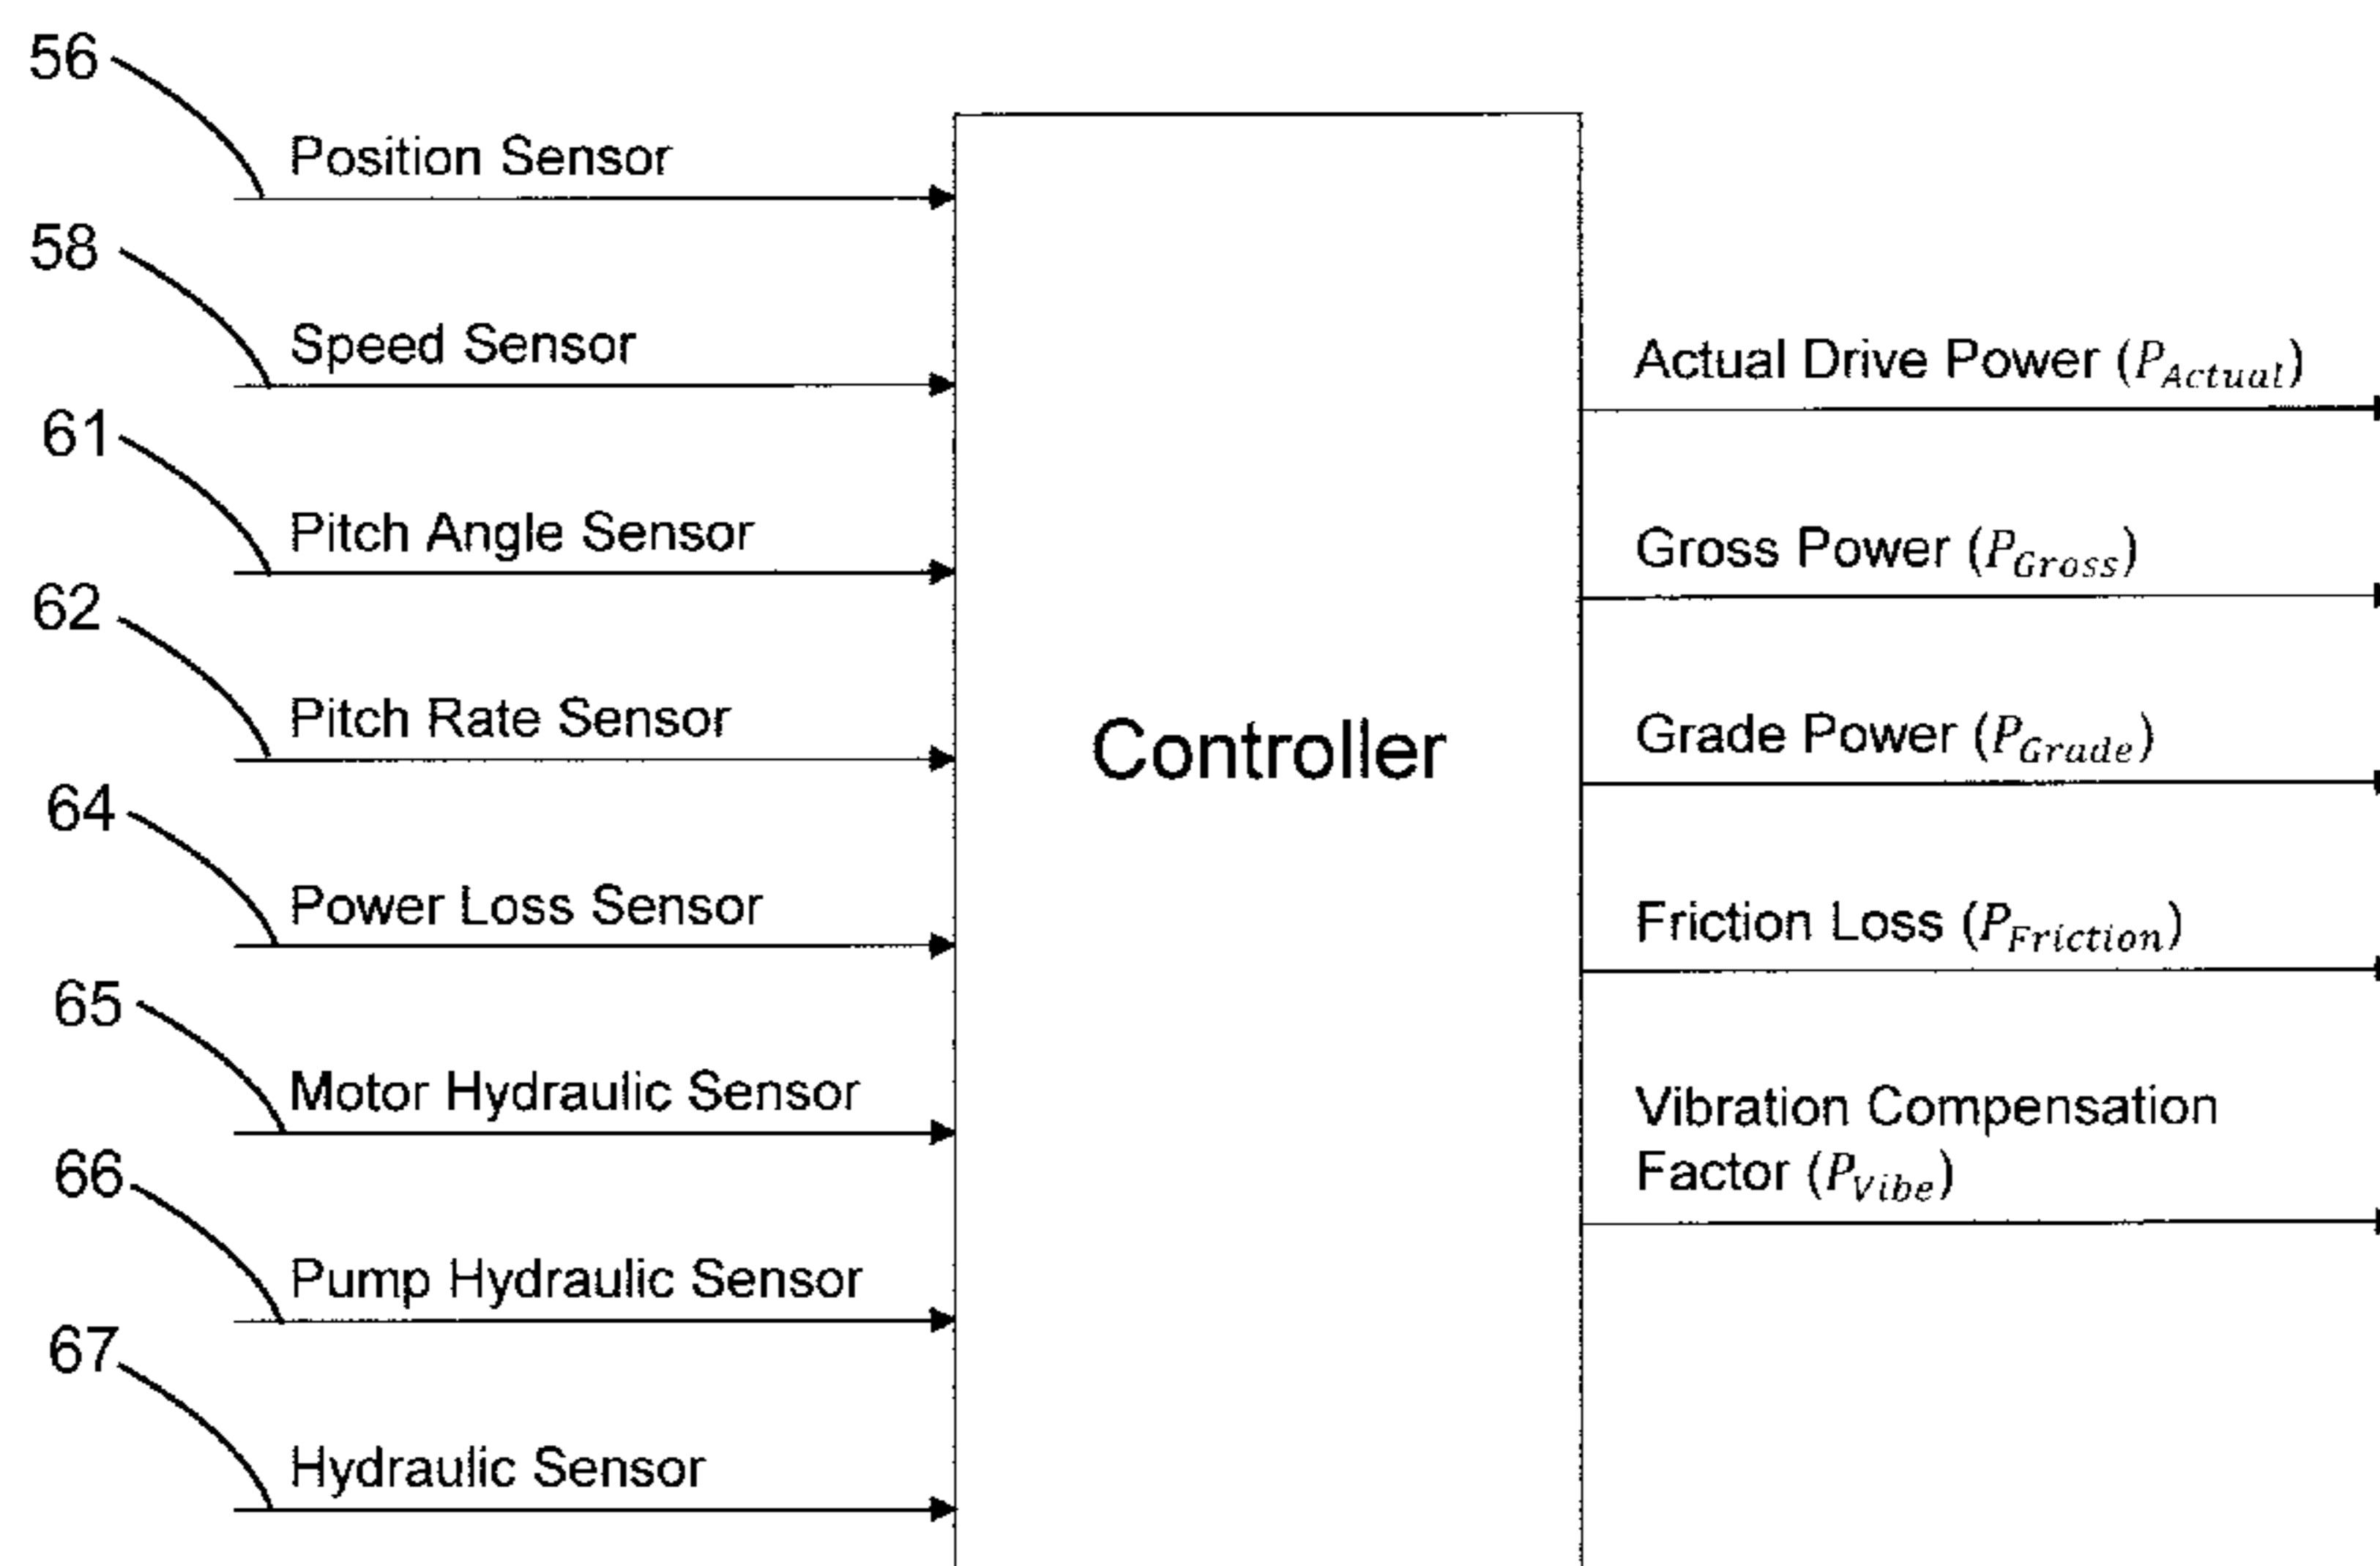 56
Position Sensor
58
Speed Sensor
61
Pitch Angle Sensor
62
Pitch Rate Sensor
64
Power Loss Sensor
65
Motor Hydraulic Sensor
66
Pump Hydraulic Sensor
67
Hydraulic Sensor
Controller
Actual Drive Power (P_Actual)
Gross Power (P_Gross)
Grade Power (P_Grade)
Friction Loss (P_Friction)
Vibration Compensation
Factor (P_Vibe)